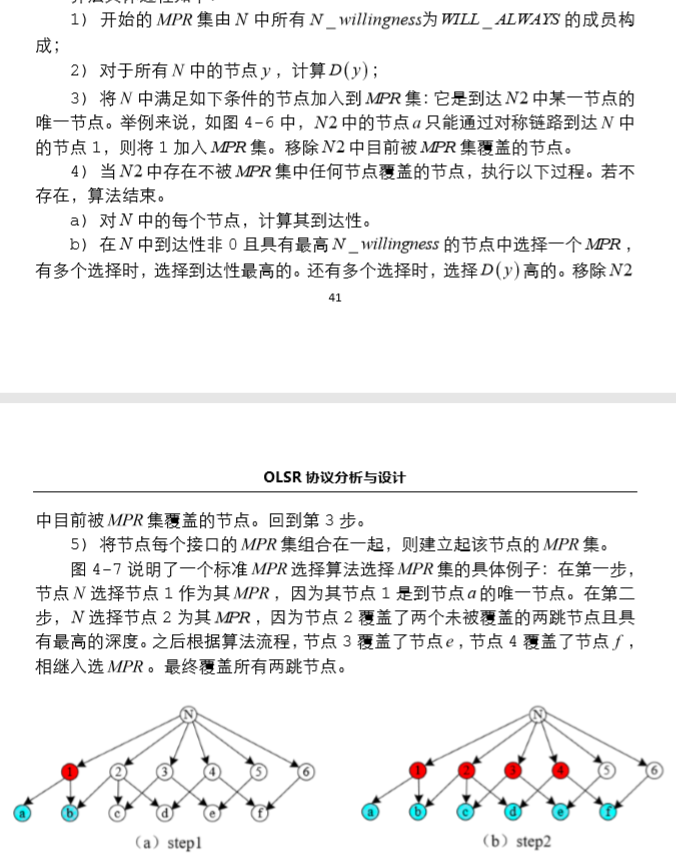 1) 开始的 MPR 集由 N 中所有 N_willingness为 WILL_ALWAYS 的成员构
成;
2) 对于所有 N 中的节点 y，计算 D(y);
3) 将 N 中满足如下条件的节点加入到 MPR 集: 它是到达 N2 中某一节点的
唯一节点。举例来说，如图 4-6 中，N2 中的节点 a 只能通过对称链路到达 N 中
的节点 1，则将 1 加入 MPR 集。移除 N2 中目前被 MPR 集覆盖的节点。
4) 当 N2 中存在不被 MPR 集中任何节点覆盖的节点，执行以下过程。若不
存在，算法结束。
a) 对 N 中的每个节点，计算其到达性。
b) 在 N 中到达性非 0 且具有最高 N_willingness 的节点中选择一个 MPR，
有多个选择时，选择到达性最高的。还有多个选择时，选择 D(y) 高的。移除 N2
41
OLSR 协议分析与设计
中目前被 MPR 集覆盖的节点。回到第 3 步。
5) 将节点每个接口的 MPR 集组合在一起，则建立起该节点的 MPR 集。
图 4-7 说明了一个标准 MPR 选择算法选择 MPR 集的具体例子: 在第一步，
节点 N 选择节点 1 作为其 MPR，因为其节点 1 是到节点 a 的唯一节点。在第二
步，N 选择节点 2 为其 MPR，因为节点 2 覆盖了两个未被覆盖的两跳节点且具
有最高的深度。之后根据算法流程，节点 3 覆盖了节点 e，节点 4 覆盖了节点 f，
相继入选 MPR。最终覆盖所有两跳节点。
N
1 2 3 4 5 6
a b c d e f
(a) step1
N
1 2 3 4 5 6
a b c d e f
(b) step2